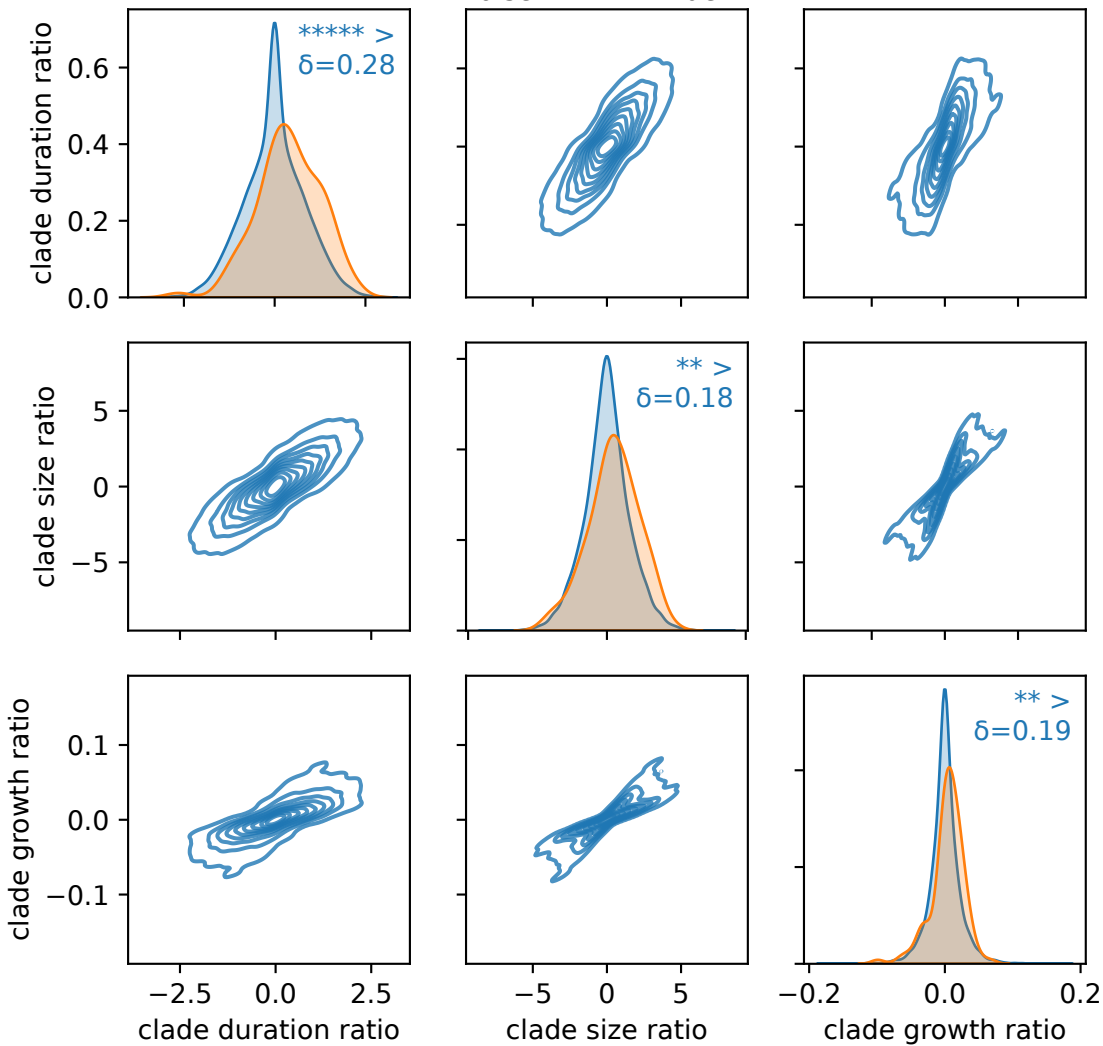 clade duration ratio
0.6
0.4
0.2
0.0
***** >
δ=0.28
clade size ratio
5
0
−5
** >
δ=0.18
clade growth ratio
0.1
0.0
−0.1
** >
δ=0.19
−2.5 0.0 2.5
−5 0 5
−0.2 0.0 0.2
clade duration ratio
clade size ratio
clade growth ratio